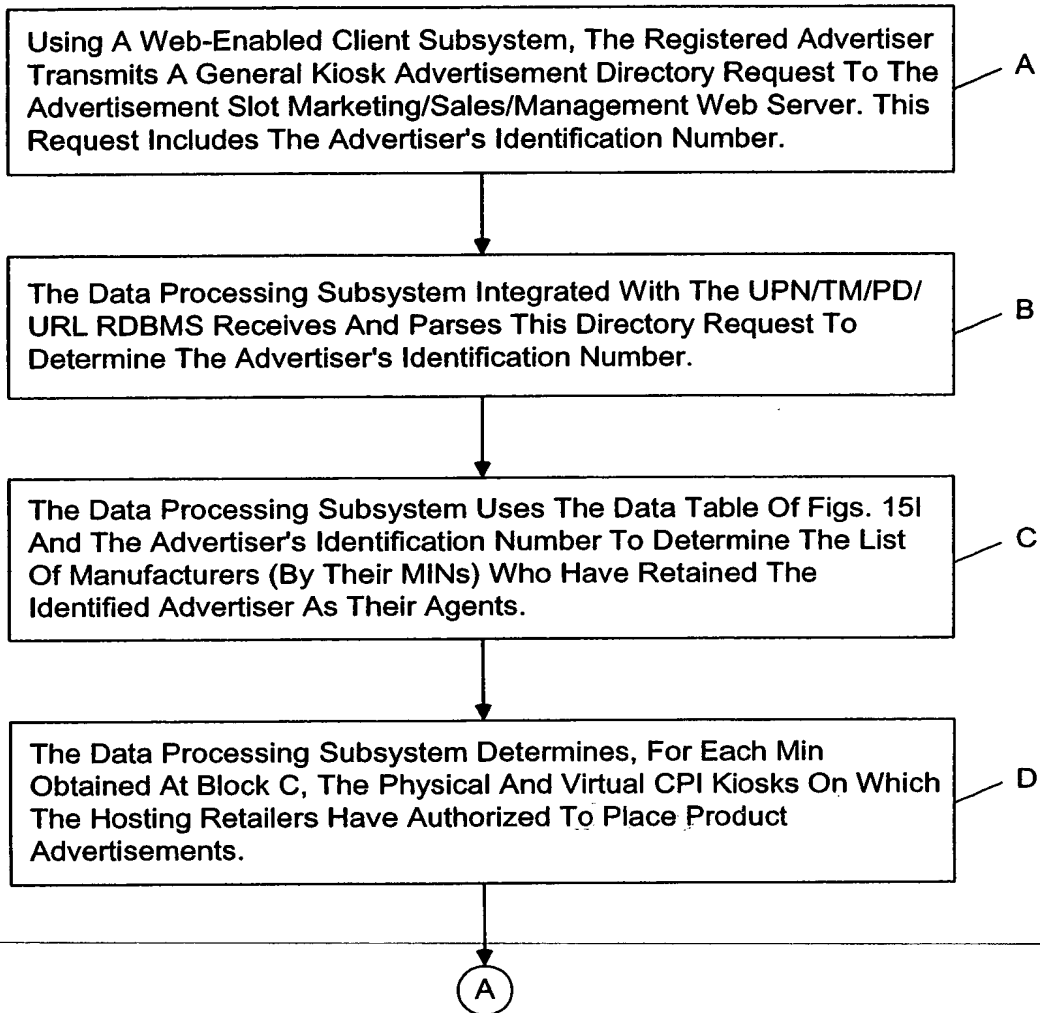 Using A Web-Enabled Client Subsystem, The Registered Advertiser
Transmits A General Kiosk Advertisement Directory Request To The
Advertisement Slot Marketing/Sales/Management Web Server. This
Request Includes The Advertiser's Identification Number.
A
The Data Processing Subsystem Integrated With The UPN/TM/PD/
URL RDBMS Receives And Parses This Directory Request To
Determine The Advertiser's Identification Number.
B
The Data Processing Subsystem Uses The Data Table Of Figs. 15I
And The Advertiser's Identification Number To Determine The List
Of Manufacturers (By Their MINs) Who Have Retained The
Identified Advertiser As Their Agents.
C
The Data Processing Subsystem Determines, For Each Min
Obtained At Block C, The Physical And Virtual CPI Kiosks On Which
The Hosting Retailers Have Authorized To Place Product
Advertisements.
D
A